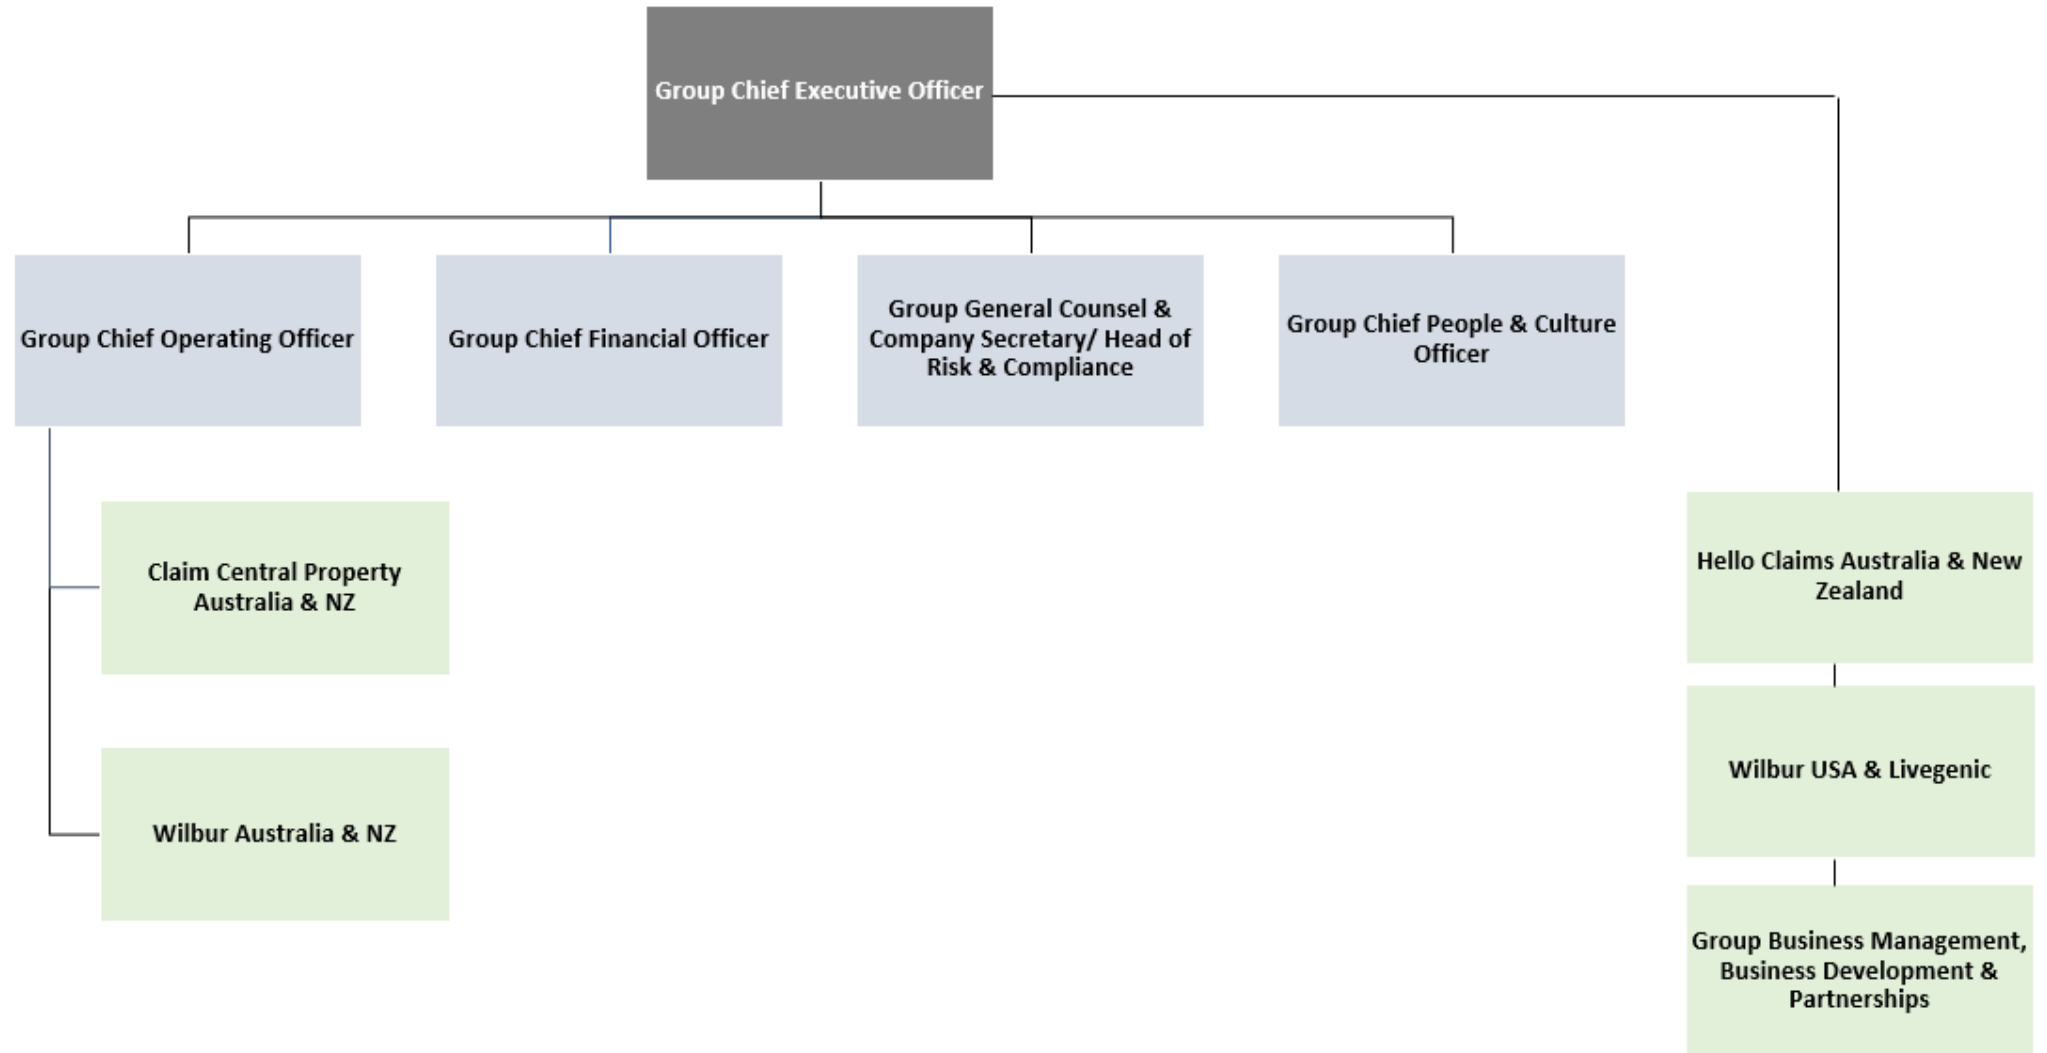 Group Chief Executive Officer
Group Chief Operating Officer
Group Chief Financial Officer
Group General Counsel &
Company Secretary/ Head of
Risk & Compliance
Group Chief People & Culture
Officer
Claim Central Property
Australia & NZ
Wilbur Australia & NZ
Hello Claims Australia & New
Zealand
Wilbur USA & Livegenic
Group Business Management,
Business Development &
Partnerships